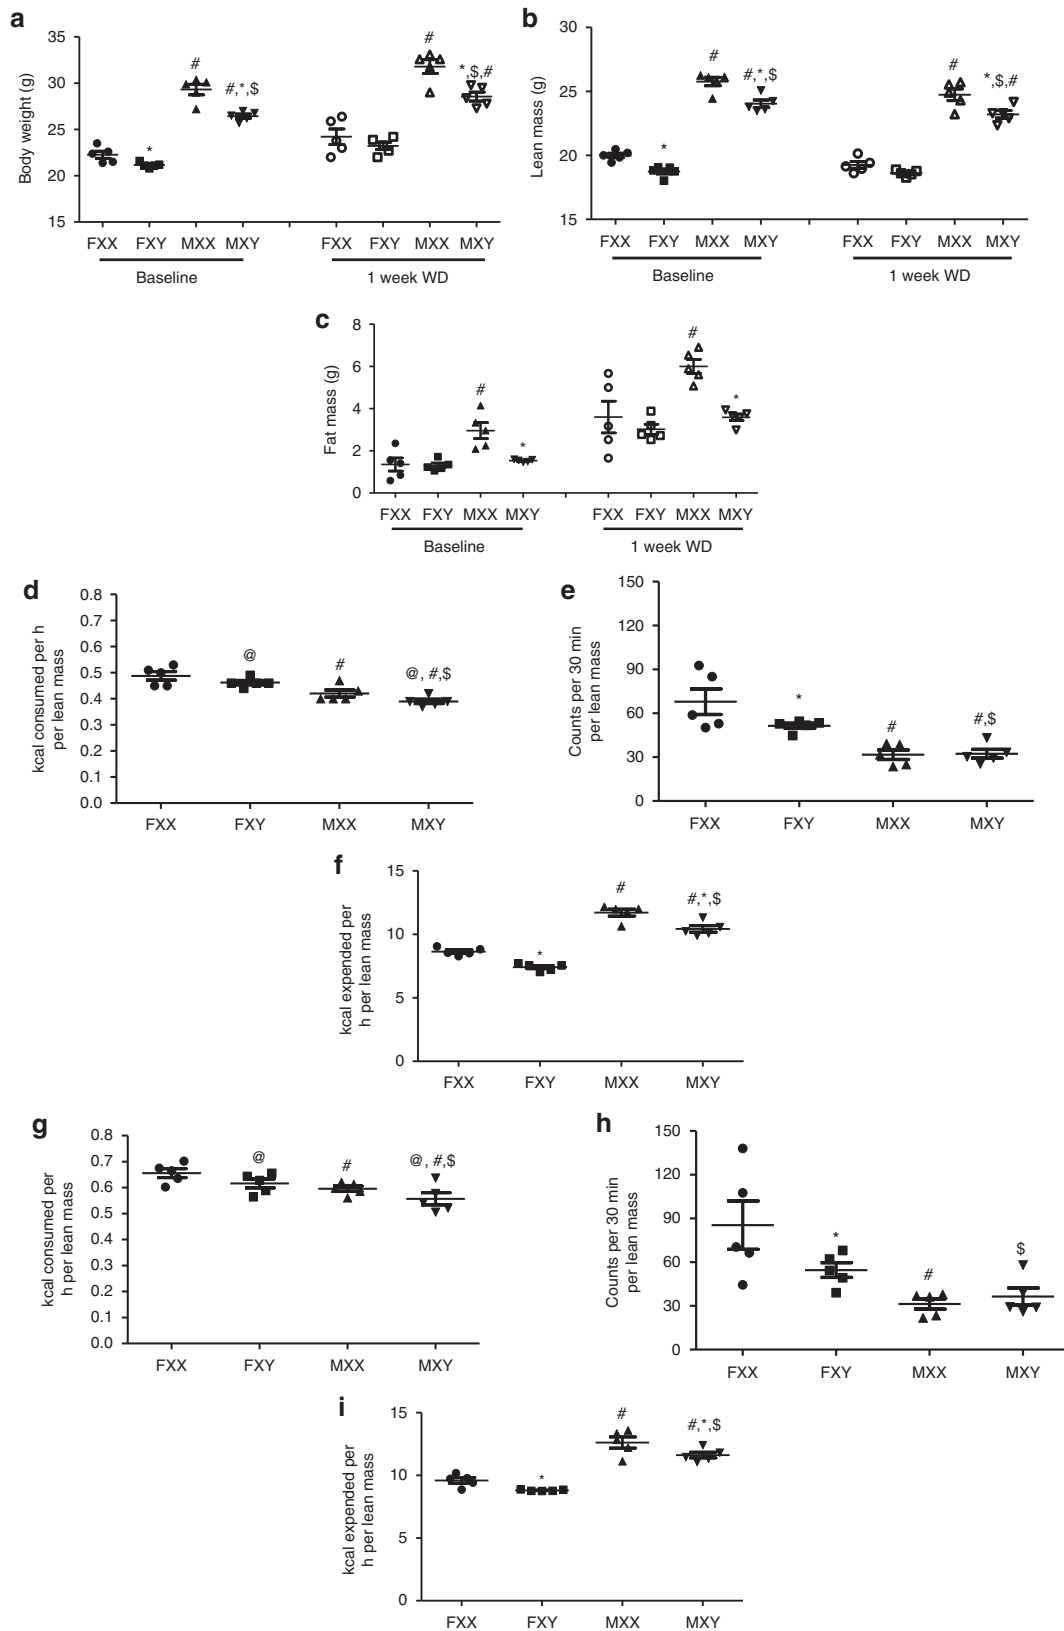 a
Body weight (g)
35
30
25
20
15
#
*
#,*,$
#
*,$,#
FXX FXY MXX MXY FXX FXY MXX MXY
Baseline 1 week WD
b
Lean mass (g)
30
25
20
15
#
*
#,*,$
#
*,$,#
FXX FXY MXX MXY FXX FXY MXX MXY
Baseline 1 week WD
c
Fat mass (g)
8
6
4
2
0
#
*
#
*
FXX FXY MXX MXY FXX FXY MXX MXY
Baseline 1 week WD
d
kcal consumed per h
per lean mass
0.8
0.7
0.6
0.5
0.4
0.3
0.2
0.1
0.0
@
#
@, #,$
FXX FXY MXX MXY
e
Counts per 30 min
per lean mass
150
120
90
60
30
0
*
#
#,$
FXX FXY MXX MXY
f
kcal expended per
h per lean mass
15
10
5
0
*
#
#,*,$
FXX FXY MXX MXY
g
kcal consumed per
h per lean mass
0.8
0.7
0.6
0.5
0.4
0.3
0.2
0.1
0.0
@
#
@, #,$
FXX FXY MXX MXY
h
Counts per 30 min
per lean mass
150
120
90
60
30
0
*
#
$
FXX FXY MXX MXY
i
kcal expended per
h per lean mass
15
10
5
0
*
#
#,*,$
FXX FXY MXX MXY